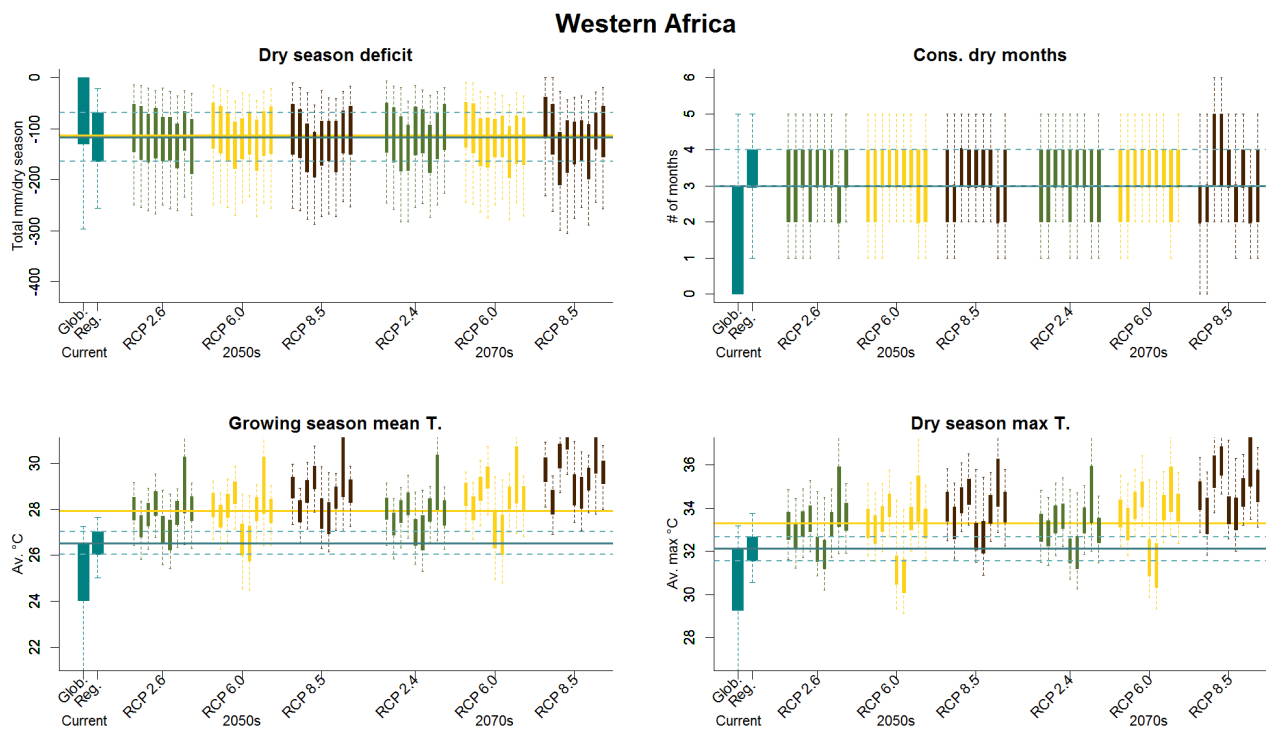 Western Africa
Dry season deficit
Total mm/dry season
0
-100
-200
-300
-400
Glob.
Reg.
RCP 2.6
RCP 6.0
RCP 8.5
RCP 2.4
RCP 6.0
RCP 8.5
Current
2050s
2070s
Cons. dry months
# of months
6
5
4
3
2
1
0
Glob.
Reg.
RCP 2.6
RCP 6.0
RCP 8.5
RCP 2.4
RCP 6.0
RCP 8.5
Current
2050s
2070s
Growing season mean T.
Av. °C
30
28
26
24
22
Glob.
Reg.
RCP 2.6
RCP 6.0
RCP 8.5
RCP 2.4
RCP 6.0
RCP 8.5
Current
2050s
2070s
Dry season max T.
Av. max °C
36
34
32
30
28
Glob.
Reg.
RCP 2.6
RCP 6.0
RCP 8.5
RCP 2.4
RCP 6.0
RCP 8.5
Current
2050s
2070s